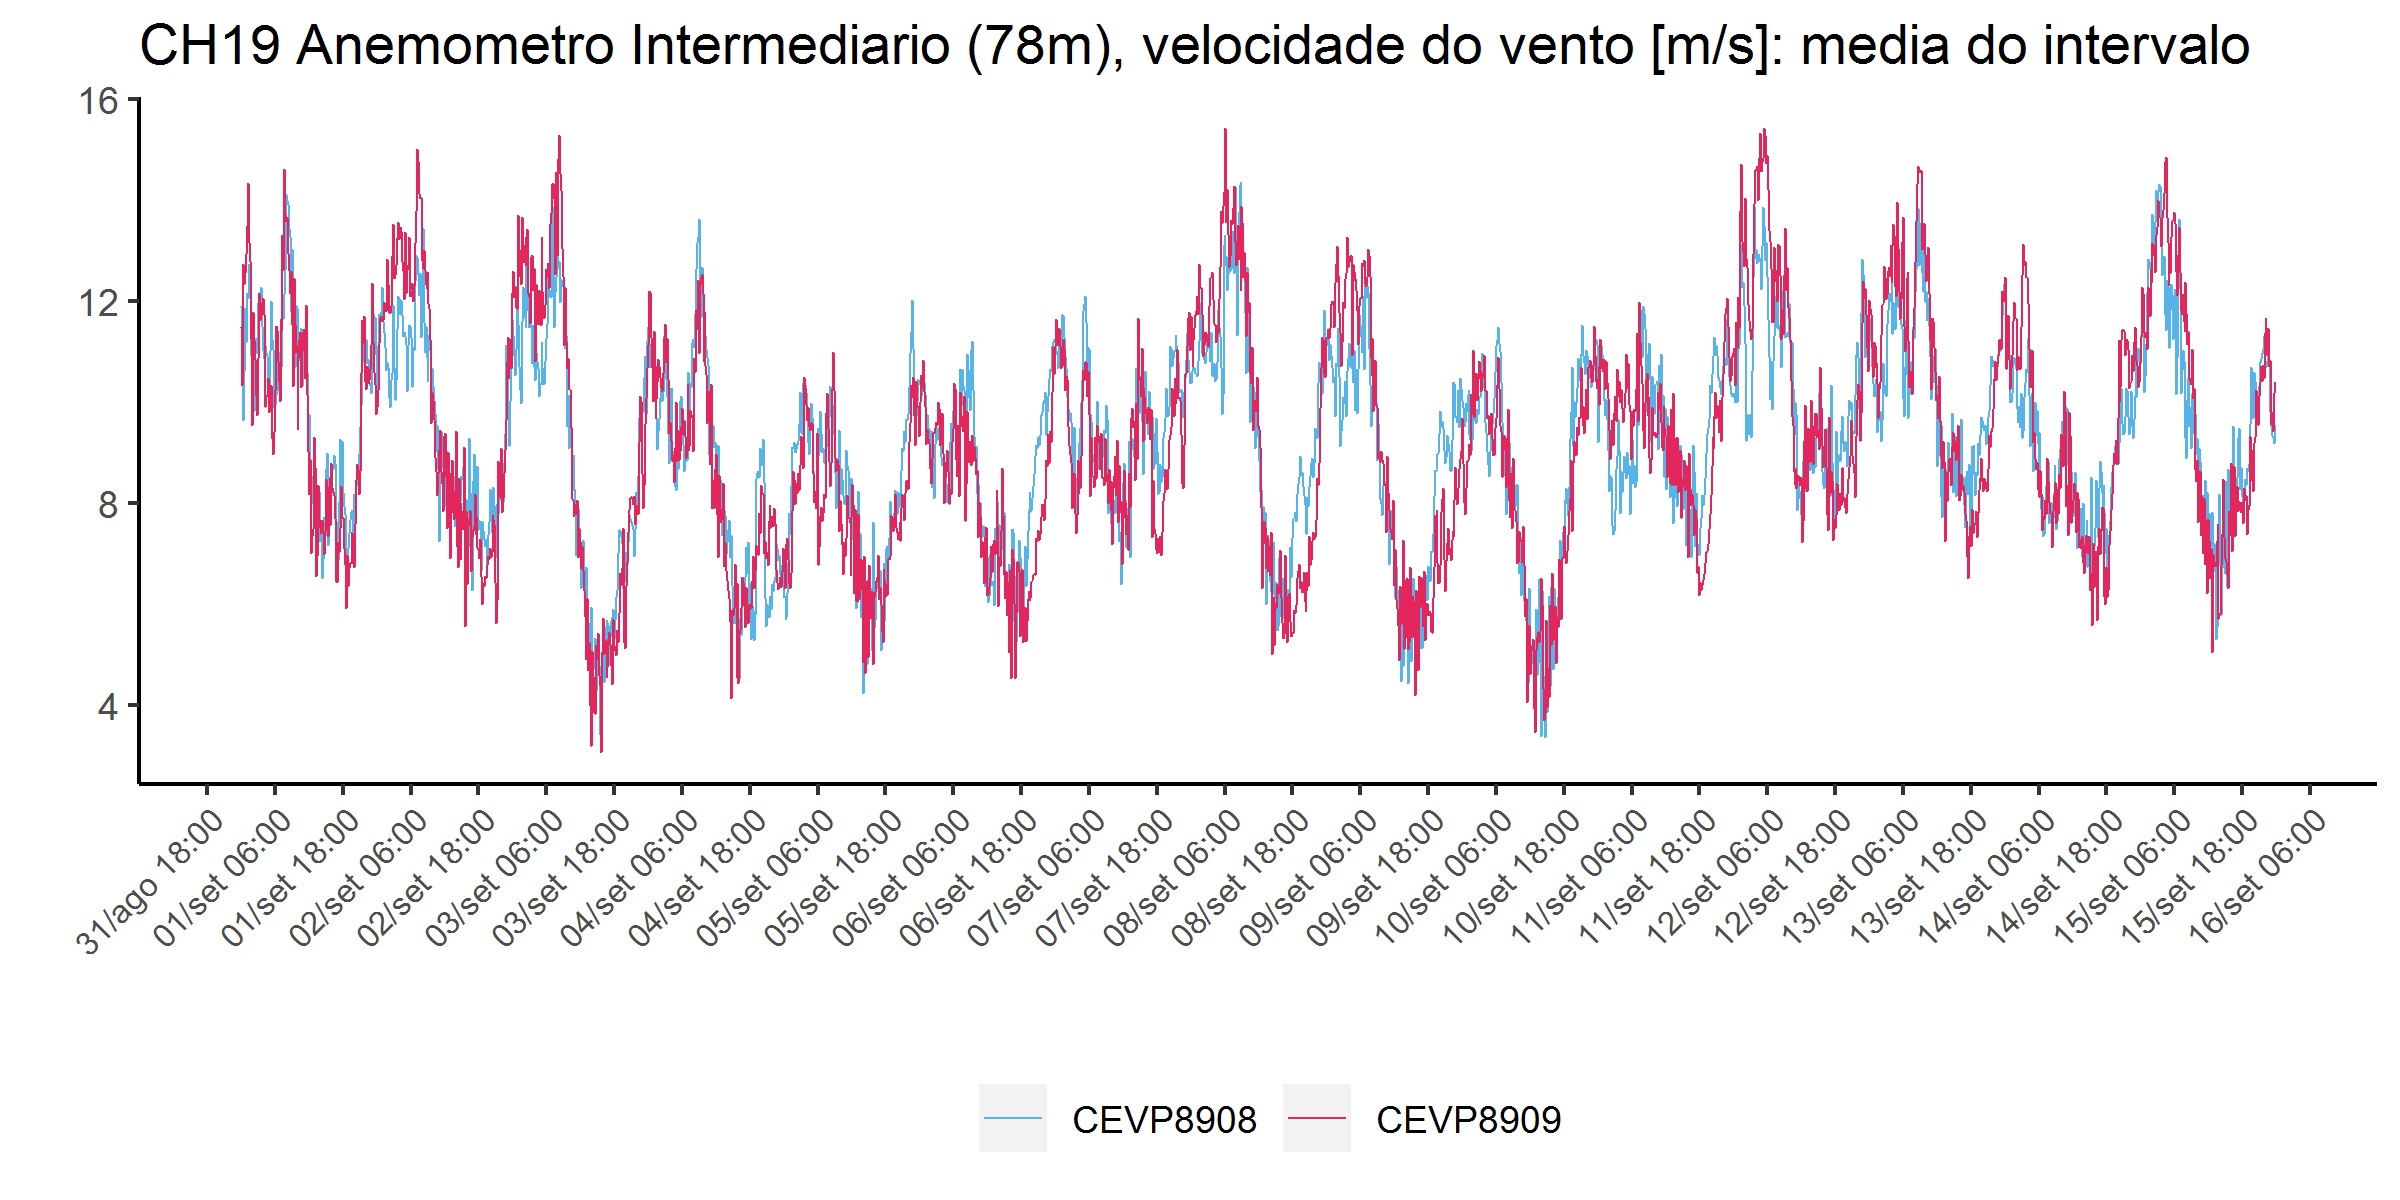 CH19 Anemometro Intermediario (78m), velocidade do vento [m/s]: media do intervalo
16
12
8
4
31/ago 18:00
01/set 06:00
01/set 18:00
02/set 06:00
02/set 18:00
03/set 06:00
03/set 18:00
04/set 06:00
04/set 18:00
05/set 06:00
05/set 18:00
06/set 06:00
06/set 18:00
07/set 06:00
07/set 18:00
08/set 06:00
08/set 18:00
09/set 06:00
09/set 18:00
10/set 06:00
10/set 18:00
11/set 06:00
11/set 18:00
12/set 06:00
12/set 18:00
13/set 06:00
13/set 18:00
14/set 06:00
14/set 18:00
15/set 06:00
15/set 18:00
16/set 06:00
CEVP8908 CEVP8909